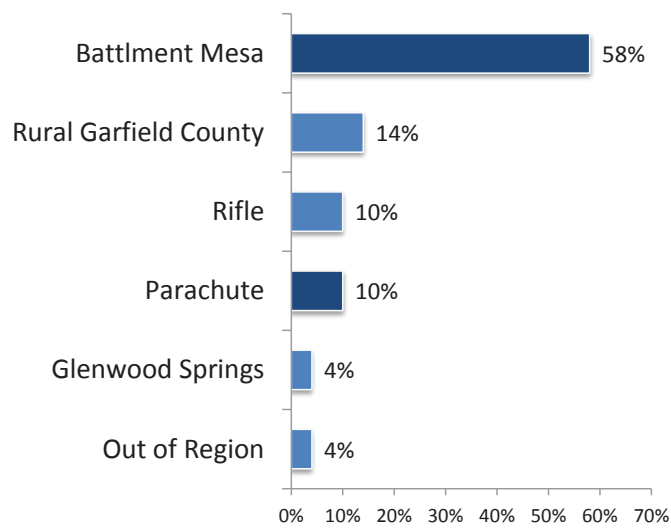 Battlment Mesa
58%
Rural Garfield County
14%
Rifle
10%
Parachute
10%
Glenwood Springs
4%
Out of Region
4%
0% 10% 20% 30% 40% 50% 60% 70%